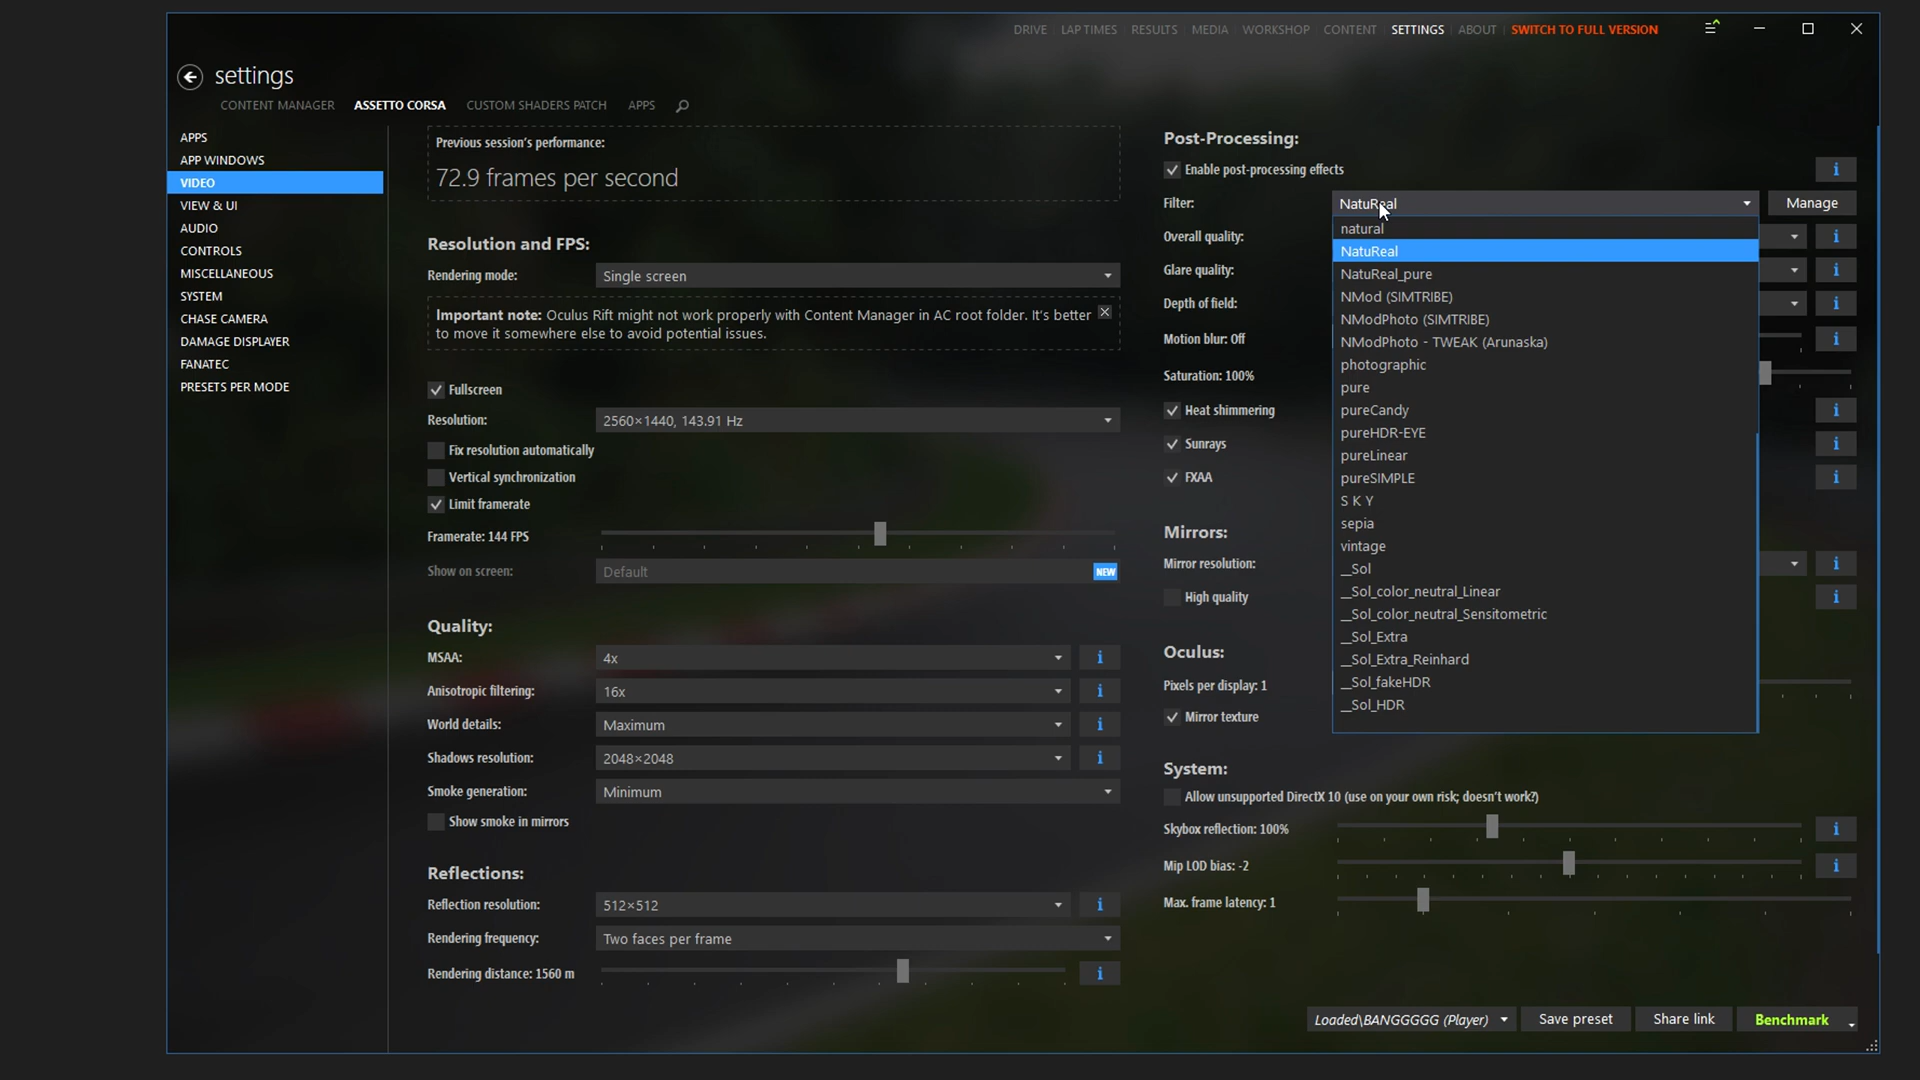 DRIVE LAP TIMES RESULTS MEDIA WORKSHOP CONTENT SETTINGS ABOUT SWITCH TO FULL VERSION
settings
CONTENT MANAGER ASSETTO CORSA CUSTOM SHADERS PATCH APPS
APPS
APP WINDOWS
VIDEO
VIEW & UI
AUDIO
CONTROLS
MISCELLANEOUS
SYSTEM
CHASE CAMERA
DAMAGE DISPLAYER
FANATEC
PRESETS PER MODE
Previous session's performance:
72.9 frames per second
Resolution and FPS:
Rendering mode: Single screen
Important note: Oculus Rift might not work properly with Content Manager in AC root folder. It's better
to move it somewhere else to avoid potential issues.
Fullscreen
Resolution: 2560×1440, 143.91 Hz
Fix resolution automatically
Vertical synchronization
Limit framerate
Framerate: 144 FPS
Show on screen: Default NEW
Quality:
MSAA: 4x i
Anisotropic filtering: 16x i
World details: Maximum i
Shadows resolution: 2048×2048 i
Smoke generation: Minimum
Show smoke in mirrors
Reflections:
Reflection resolution: 512×512 i
Rendering frequency: Two faces per frame
Rendering distance: 1560 m i
Post-Processing:
Enable post-processing effects i
Filter: NatuReal Manage
Overall quality: i
Glare quality: i
Depth of field: i
Motion blur: Off i
Saturation: 100%
Heat shimmering i
Sunrays i
FXAA i
natural
NatuReal
NatuReal_pure
NMod (SIMTRIBE)
NModPhoto (SIMTRIBE)
NModPhoto - TWEAK (Arunaska)
photographic
pure
pureCandy
pureHDR-EYE
pureLinear
pureSIMPLE
S K Y
sepia
vintage
__Sol
__Sol_color_neutral_Linear
__Sol_color_neutral_Sensitometric
__Sol_Extra
__Sol_Extra_Reinhard
__Sol_fakeHDR
__Sol_HDR
Mirrors:
Mirror resolution: i
High quality i
Oculus:
Pixels per display: 1
Mirror texture
System:
Allow unsupported DirectX 10 (use on your own risk; doesn't work?)
Skybox reflection: 100% i
Mip LOD bias: -2 i
Max. frame latency: 1
Loaded\BANGGGGG (Player) Save preset Share link Benchmark